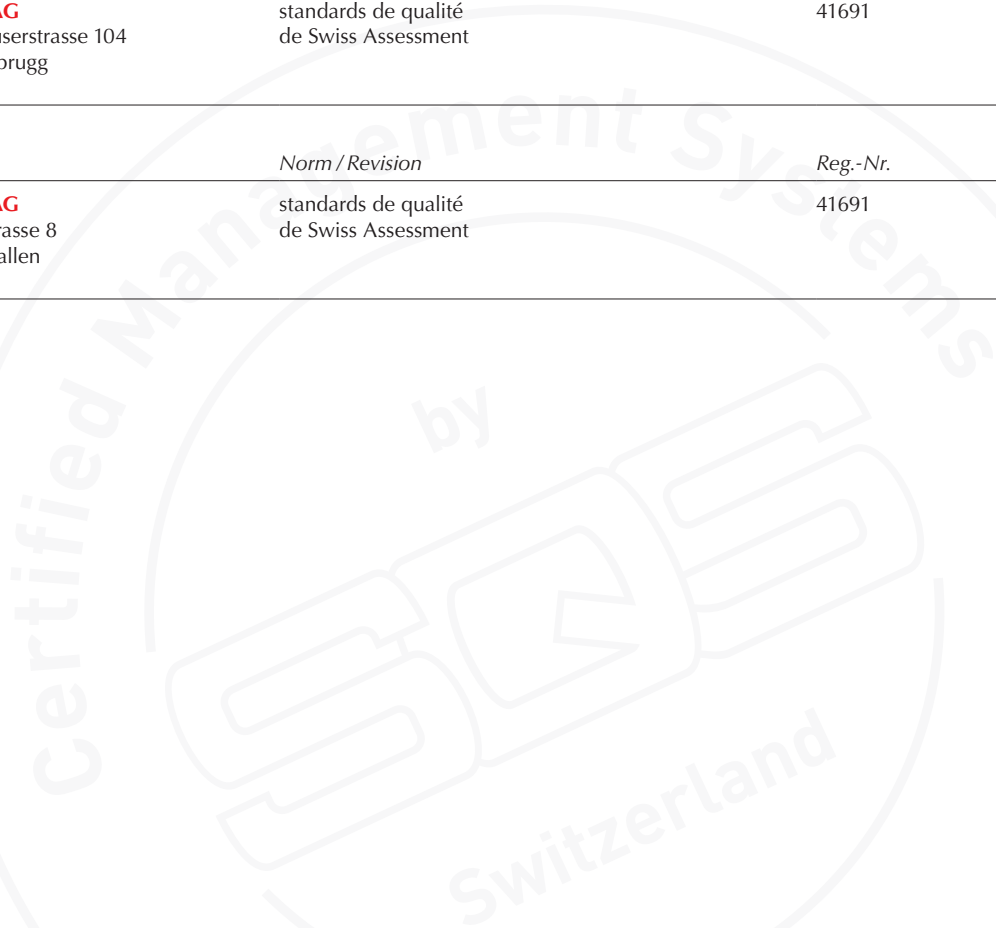 AG standards de qualité 41691
userstrasse 104 de Swiss Assessment
brugg
Norm / Revision Reg.-Nr.
AG standards de qualité 41691
rasse 8 de Swiss Assessment
allen
Certified Management Systems
by
SQS
Switzerland